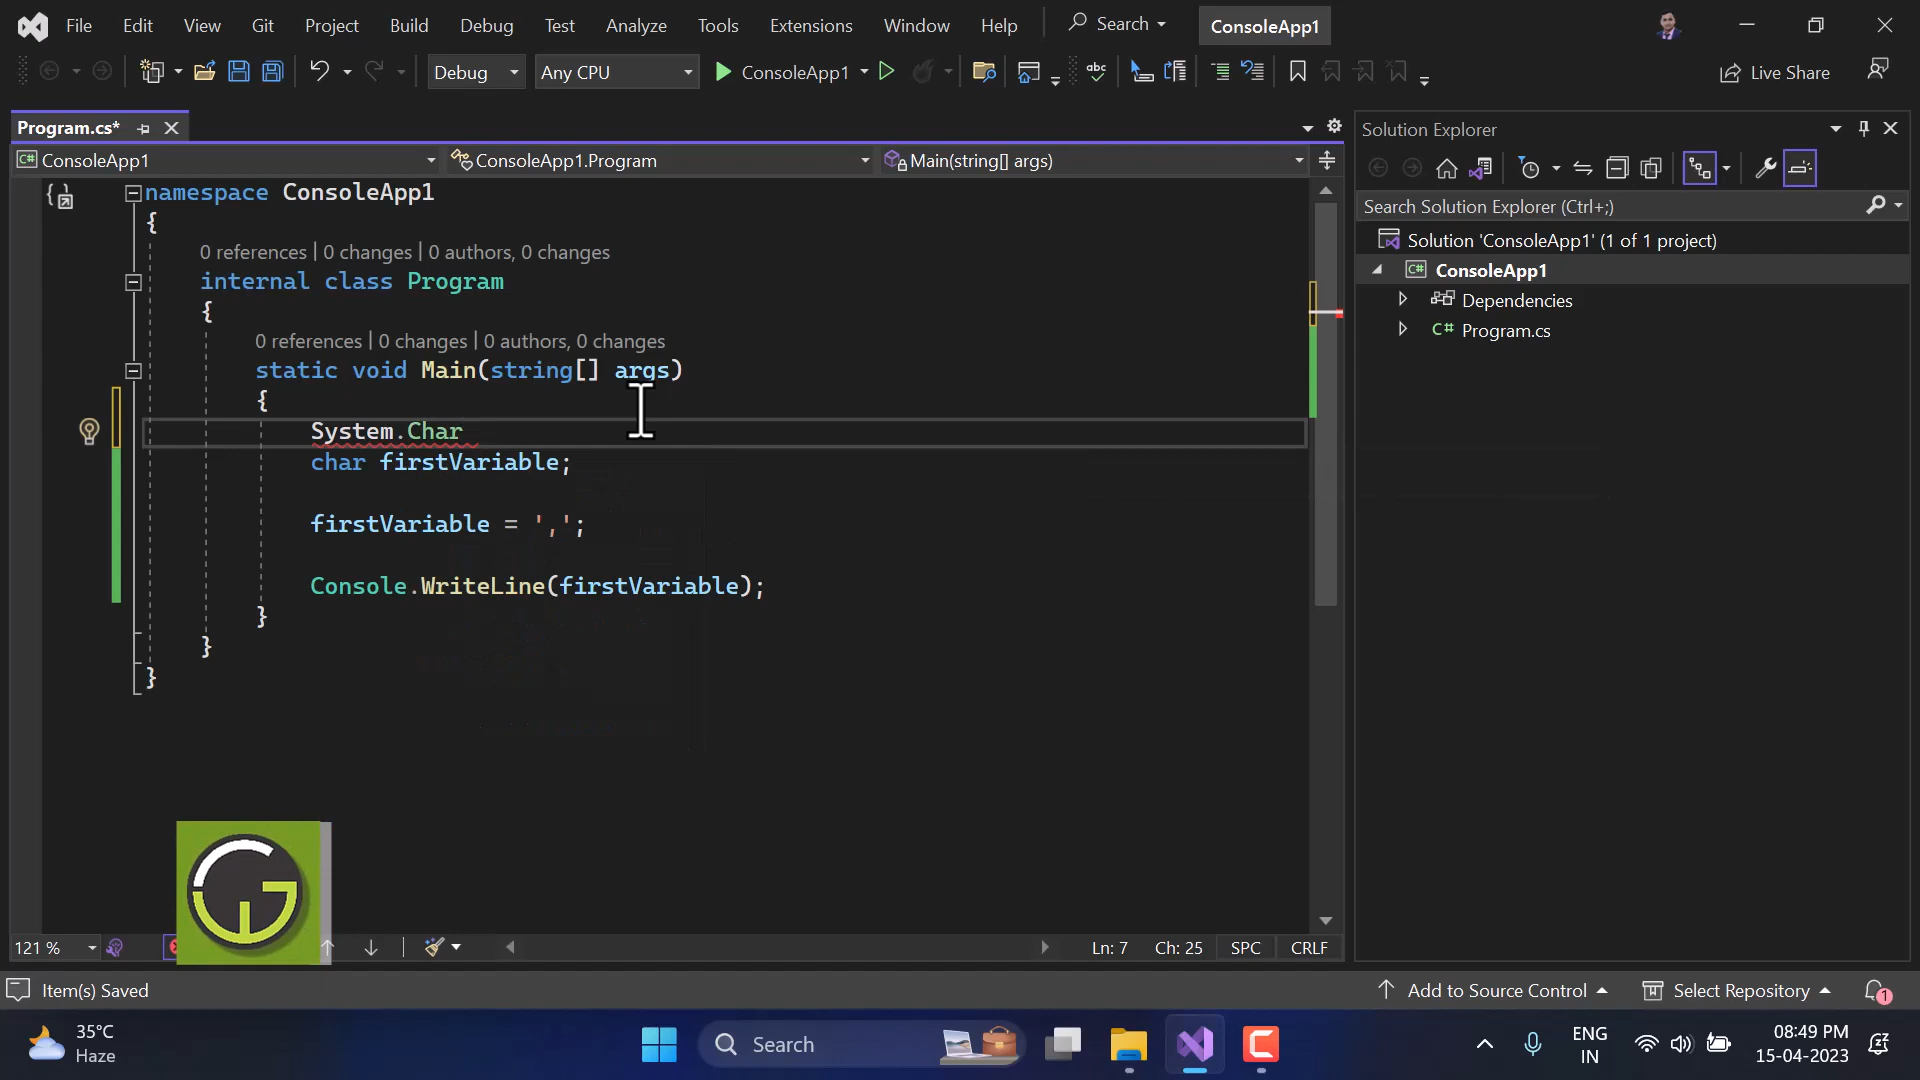 File Edit View Git Project Build Debug Test Analyze Tools Extensions Window Help Search ConsoleApp1
Debug Any CPU ConsoleApp1 Live Share
Program.cs*
ConsoleApp1 ConsoleApp1.Program Main(string[] args)
namespace ConsoleApp1
{
0 references | 0 changes | 0 authors, 0 changes
internal class Program
{
0 references | 0 changes | 0 authors, 0 changes
static void Main(string[] args)
{
System.Char
char firstVariable;
firstVariable = ',';
Console.WriteLine(firstVariable);
}
}
}
Solution Explorer
Search Solution Explorer (Ctrl+;)
Solution 'ConsoleApp1' (1 of 1 project)
C# ConsoleApp1
Dependencies
C# Program.cs
121 % Ln: 7 Ch: 25 SPC CRLF
Item(s) Saved Add to Source Control Select Repository 1
35°C
Haze
Search
ENG
IN
08:49 PM
15-04-2023